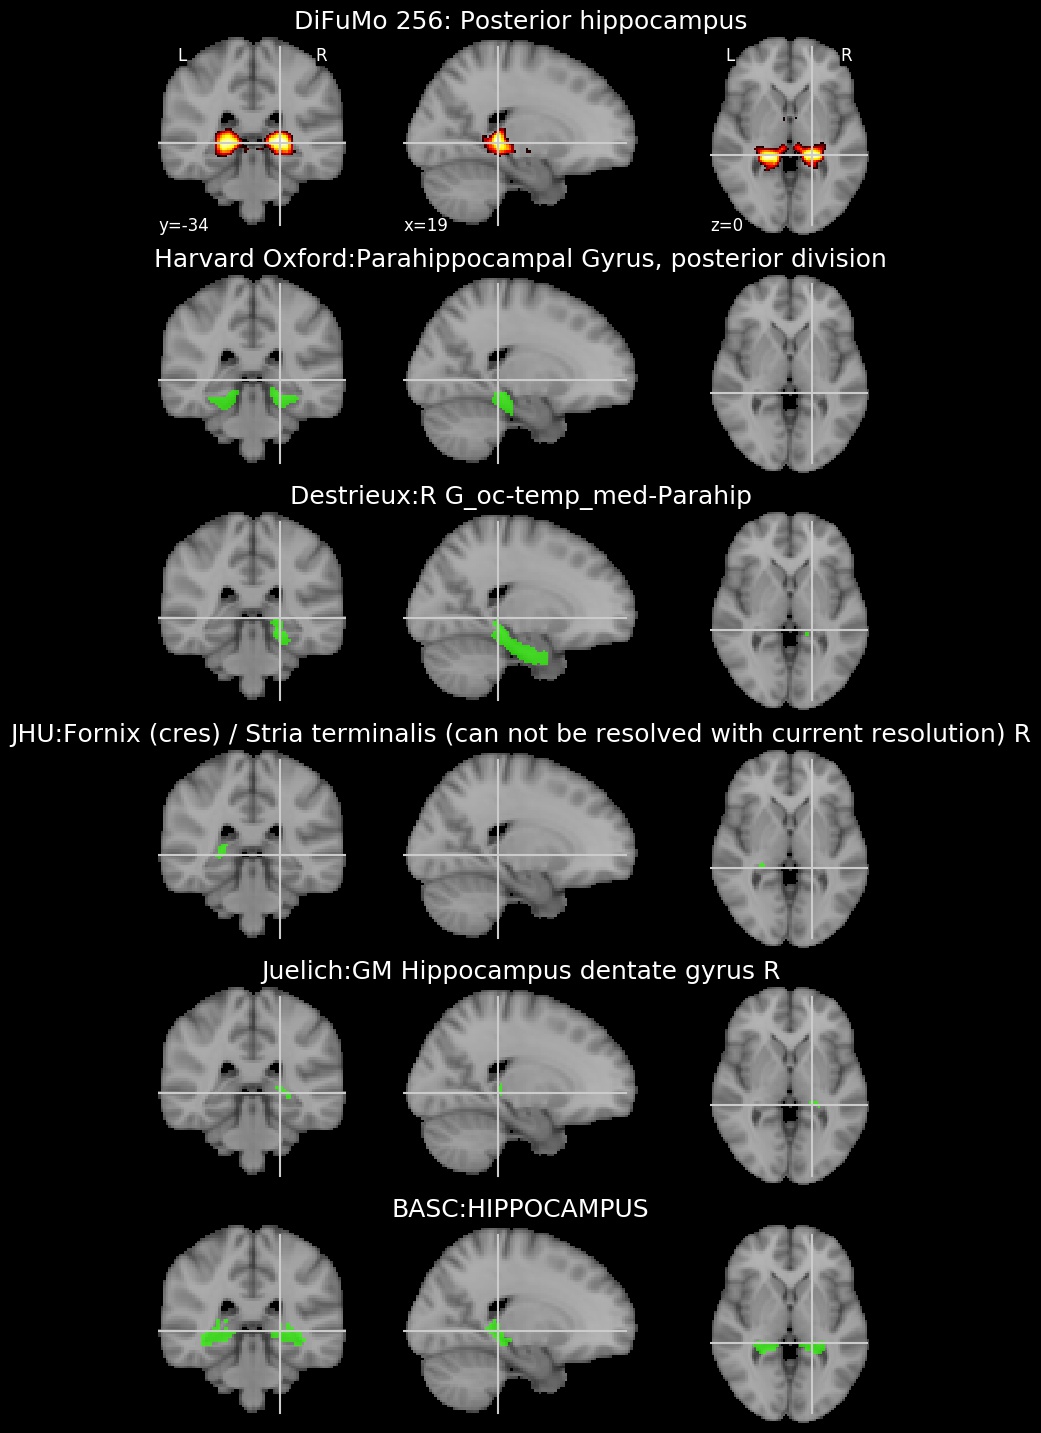 DiFuMo 256: Posterior hippocampus
L R L R
y=-34 x=19 z=0
Harvard Oxford:Parahippocampal Gyrus, posterior division
Destrieux:R G_oc-temp_med-Parahip
JHU:Fornix (cres) / Stria terminalis (can not be resolved with current resolution) R
Juelich:GM Hippocampus dentate gyrus R
BASC:HIPPOCAMPUS